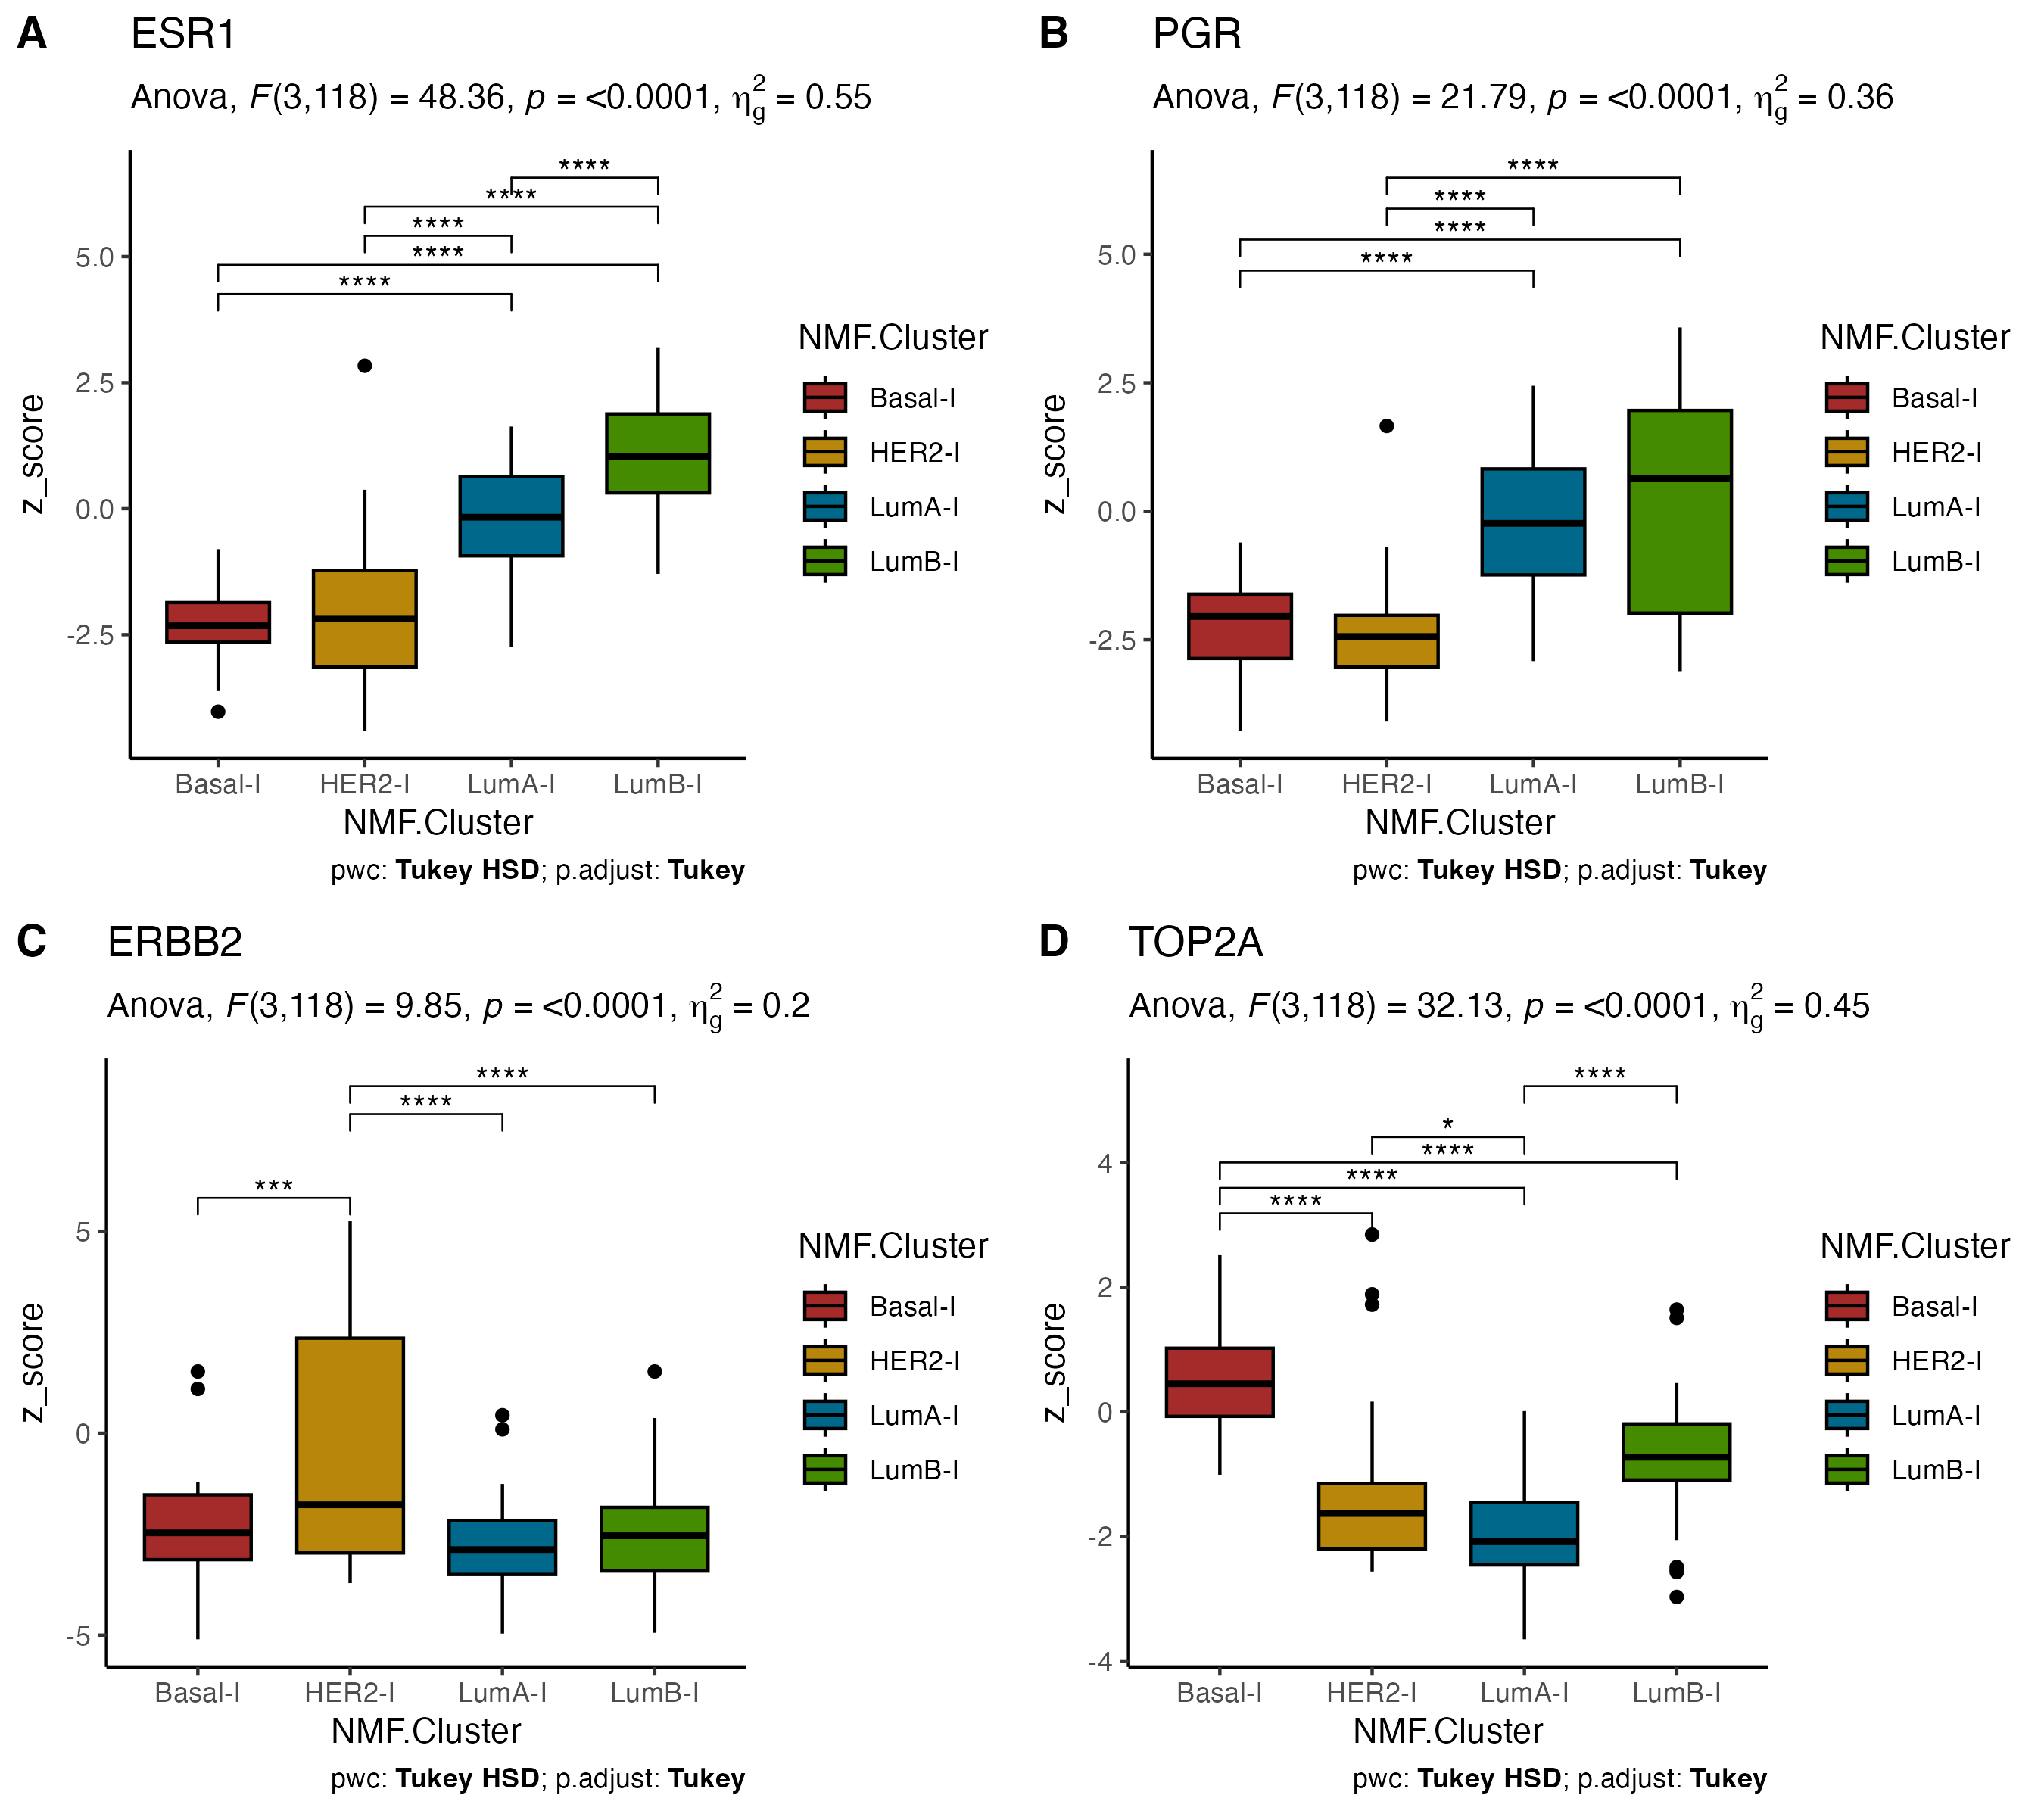 A ESR1
Anova, F(3,118) = 48.36, p = <0.0001, η²g = 0.55
****
****
****
****
****
5.0
2.5
0.0
-2.5
z_score
Basal-I HER2-I LumA-I LumB-I
NMF.Cluster
pwc: Tukey HSD; p.adjust: Tukey
NMF.Cluster
Basal-I
HER2-I
LumA-I
LumB-I
B PGR
Anova, F(3,118) = 21.79, p = <0.0001, η²g = 0.36
****
****
****
****
5.0
2.5
0.0
-2.5
z_score
Basal-I HER2-I LumA-I LumB-I
NMF.Cluster
pwc: Tukey HSD; p.adjust: Tukey
NMF.Cluster
Basal-I
HER2-I
LumA-I
LumB-I
C ERBB2
Anova, F(3,118) = 9.85, p = <0.0001, η²g = 0.2
****
****
***
5
0
-5
z_score
Basal-I HER2-I LumA-I LumB-I
NMF.Cluster
pwc: Tukey HSD; p.adjust: Tukey
NMF.Cluster
Basal-I
HER2-I
LumA-I
LumB-I
D TOP2A
Anova, F(3,118) = 32.13, p = <0.0001, η²g = 0.45
****
*
****
****
****
4
2
0
-2
-4
z_score
Basal-I HER2-I LumA-I LumB-I
NMF.Cluster
pwc: Tukey HSD; p.adjust: Tukey
NMF.Cluster
Basal-I
HER2-I
LumA-I
LumB-I